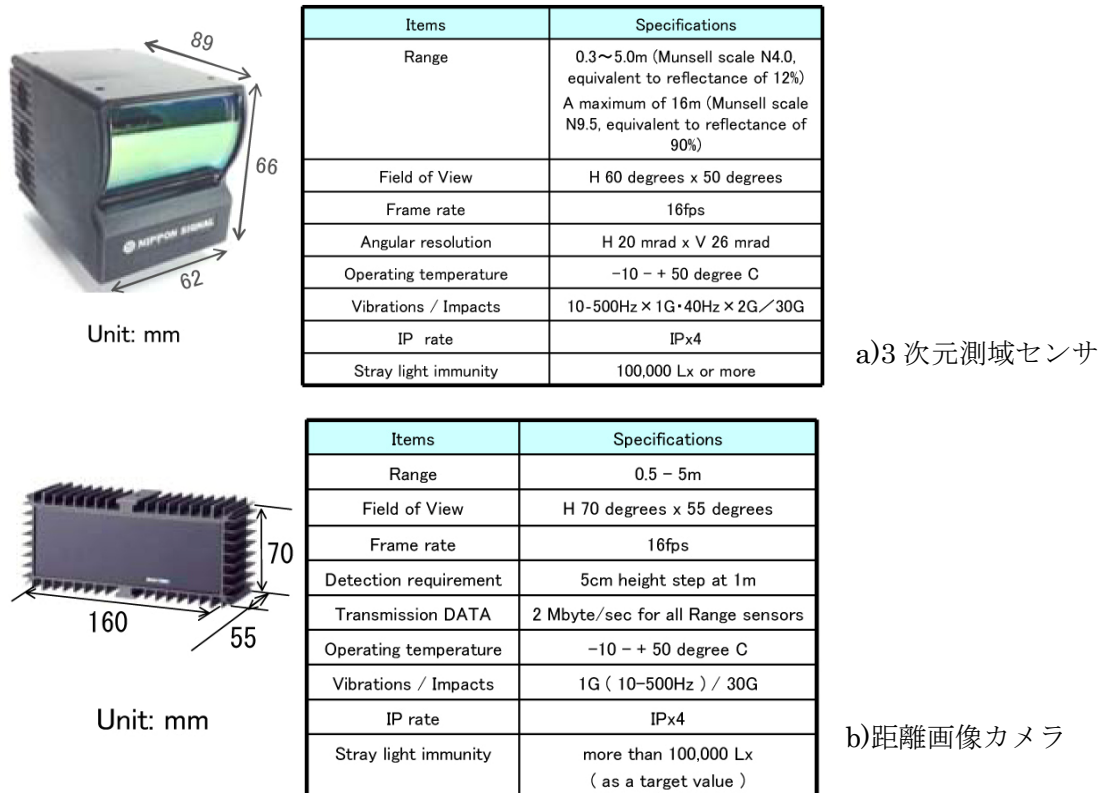 89
66
62
NIPPON SIGNAL
Unit: mm
Items Specifications
Range 0.3～5.0m (Munsell scale N4.0,
equivalent to reflectance of 12%)
A maximum of 16m (Munsell scale
N9.5, equivalent to reflectance of
90%)
Field of View H 60 degrees x 50 degrees
Frame rate 16fps
Angular resolution H 20 mrad x V 26 mrad
Operating temperature -10 - + 50 degree C
Vibrations / Impacts 10-500Hz×1G・40Hz×2G／30G
IP rate IPx4
Stray light immunity 100,000 Lx or more
a)3 次元測域センサ
70
160
55
Unit: mm
Items Specifications
Range 0.5 - 5m
Field of View H 70 degrees x 55 degrees
Frame rate 16fps
Detection requirement 5cm height step at 1m
Transmission DATA 2 Mbyte/sec for all Range sensors
Operating temperature -10 - + 50 degree C
Vibrations / Impacts 1G ( 10-500Hz ) / 30G
IP rate IPx4
Stray light immunity more than 100,000 Lx
( as a target value )
b)距離画像カメラ